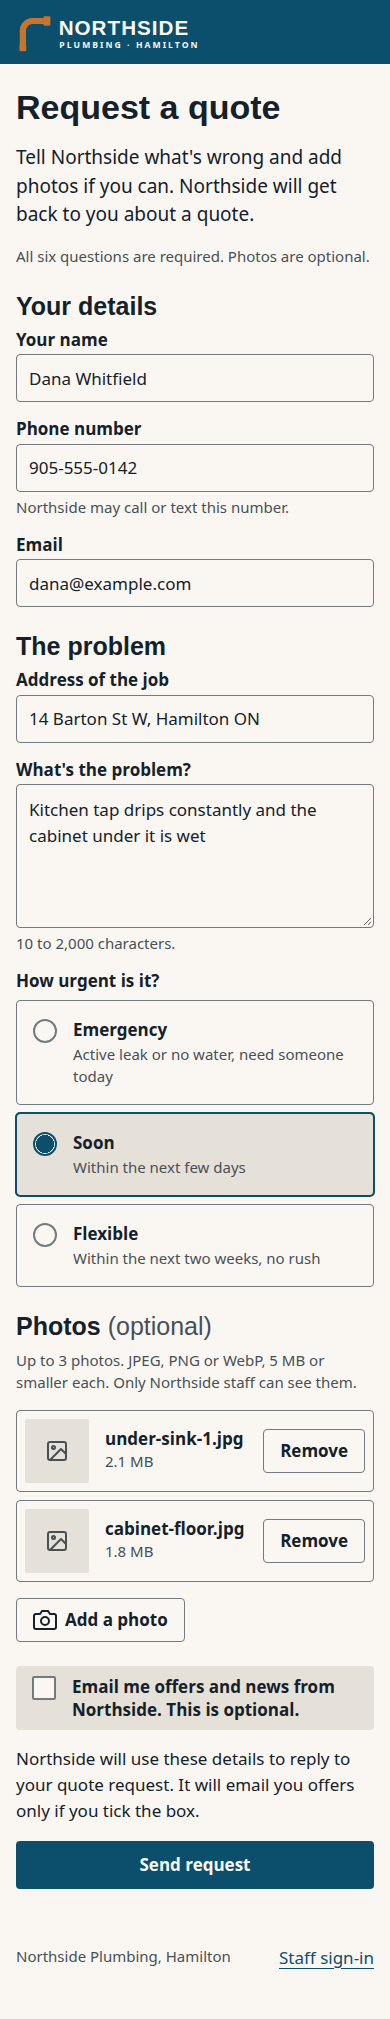 NORTHSIDE
PLUMBING · HAMILTON
Request a quote
Tell Northside what's wrong and add
photos if you can. Northside will get
back to you about a quote.
All six questions are required. Photos are optional.
Your details
Your name
Dana Whitfield
Phone number
905-555-0142
Northside may call or text this number.
Email
dana@example.com
The problem
Address of the job
14 Barton St W, Hamilton ON
What's the problem?
Kitchen tap drips constantly and the
cabinet under it is wet
10 to 2,000 characters.
How urgent is it?
Emergency
Active leak or no water, need someone
today
Soon
Within the next few days
Flexible
Within the next two weeks, no rush
Photos (optional)
Up to 3 photos. JPEG, PNG or WebP, 5 MB or
smaller each. Only Northside staff can see them.
under-sink-1.jpg
2.1 MB
Remove
cabinet-floor.jpg
1.8 MB
Remove
Add a photo
Email me offers and news from
Northside. This is optional.
Northside will use these details to reply to
your quote request. It will email you offers
only if you tick the box.
Send request
Northside Plumbing, Hamilton
Staff sign-in